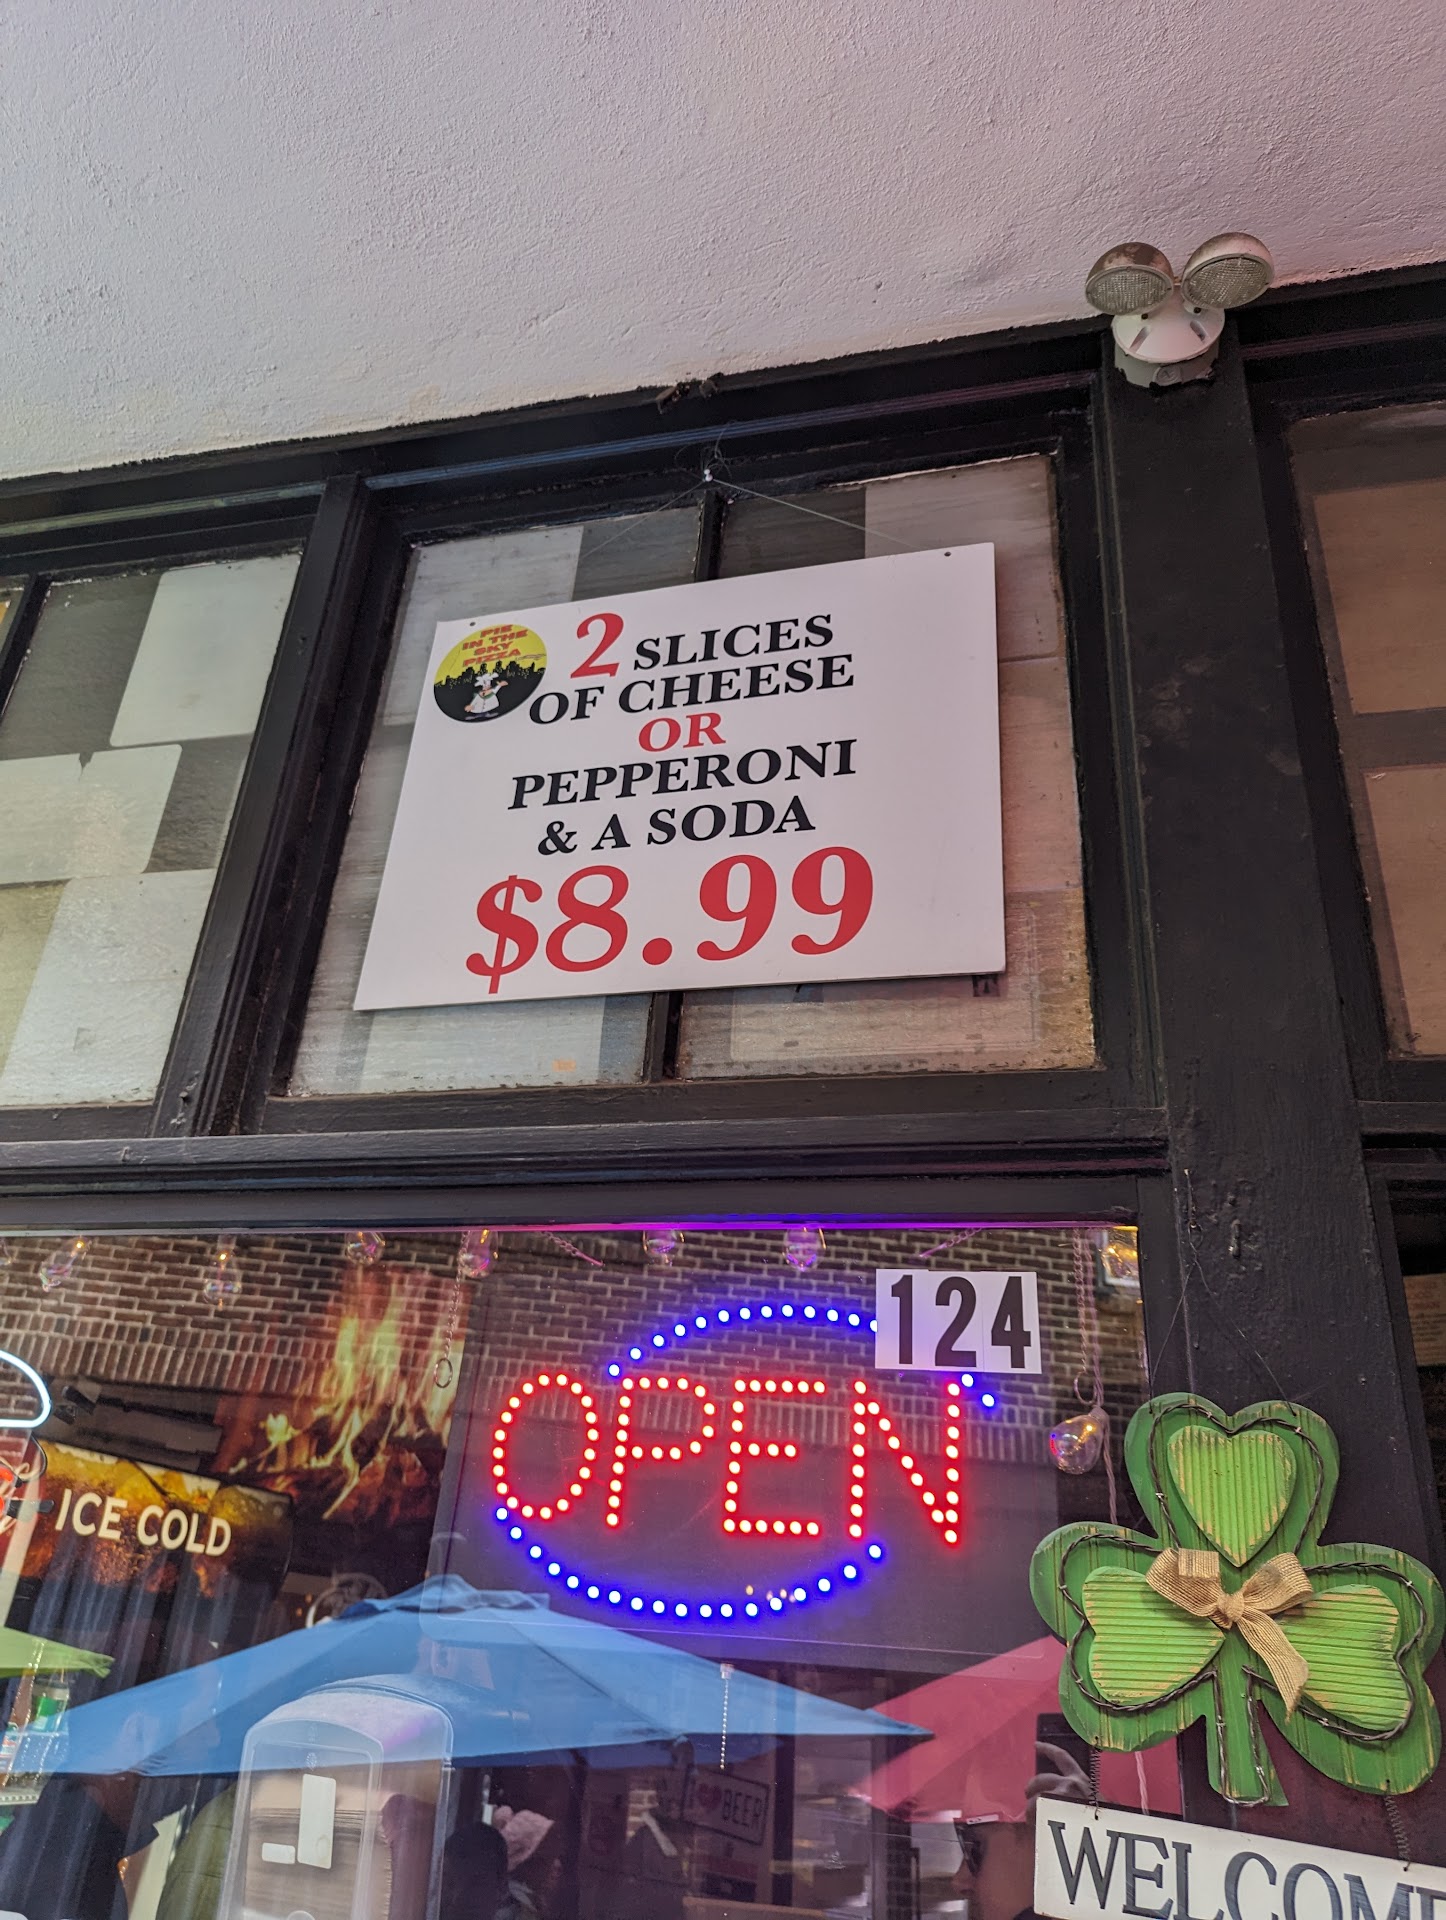 PIE
IN THE
SKY
PIZZA
2 SLICES
OF CHEESE
OR
PEPPERONI
& A SODA
$8.99
124
OPEN
ICE COLD
BEER
WELCOME